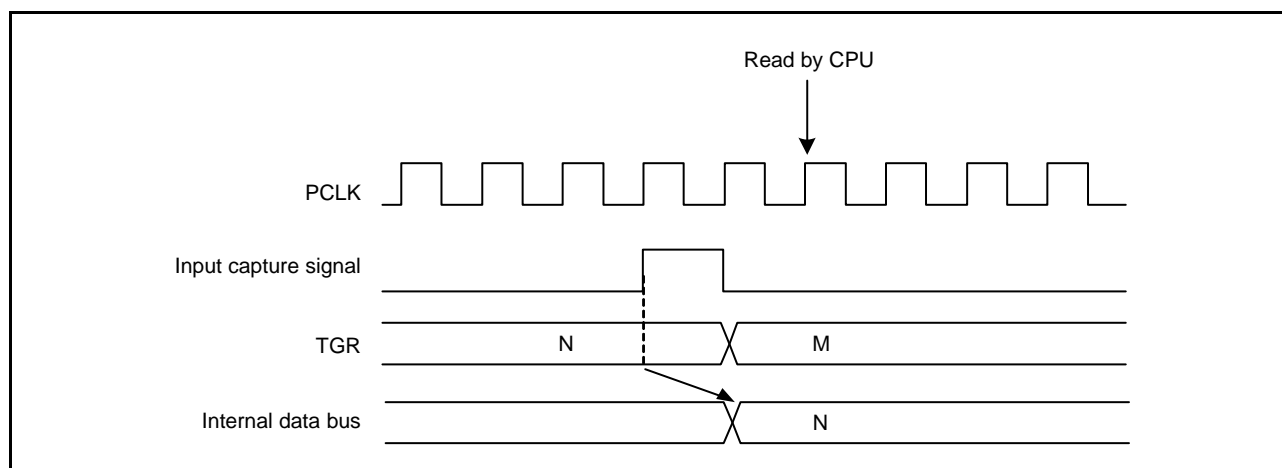 Read by CPU
PCLK
Input capture signal
TGR N M
Internal data bus N